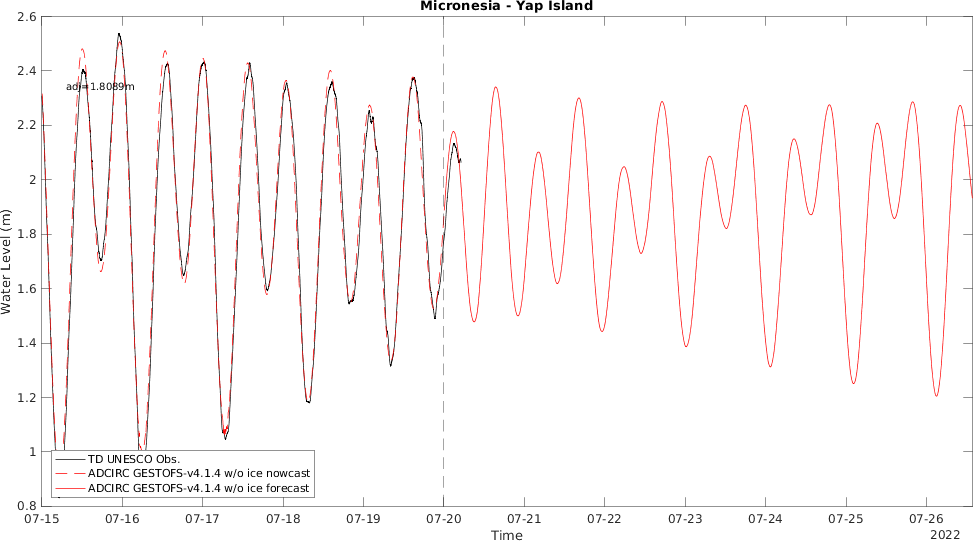 Micronesia - Yap Island
2.6
2.4
adj=1.8089m
2.2
2
1.8
Water Level (m)
1.6
1.4
1.2
1
TD UNESCO Obs.
ADCIRC GESTOFS-v4.1.4 w/o ice nowcast
ADCIRC GESTOFS-v4.1.4 w/o ice forecast
0.8
07-15 07-16 07-17 07-18 07-19 07-20 07-21 07-22 07-23 07-24 07-25 07-26
Time 2022